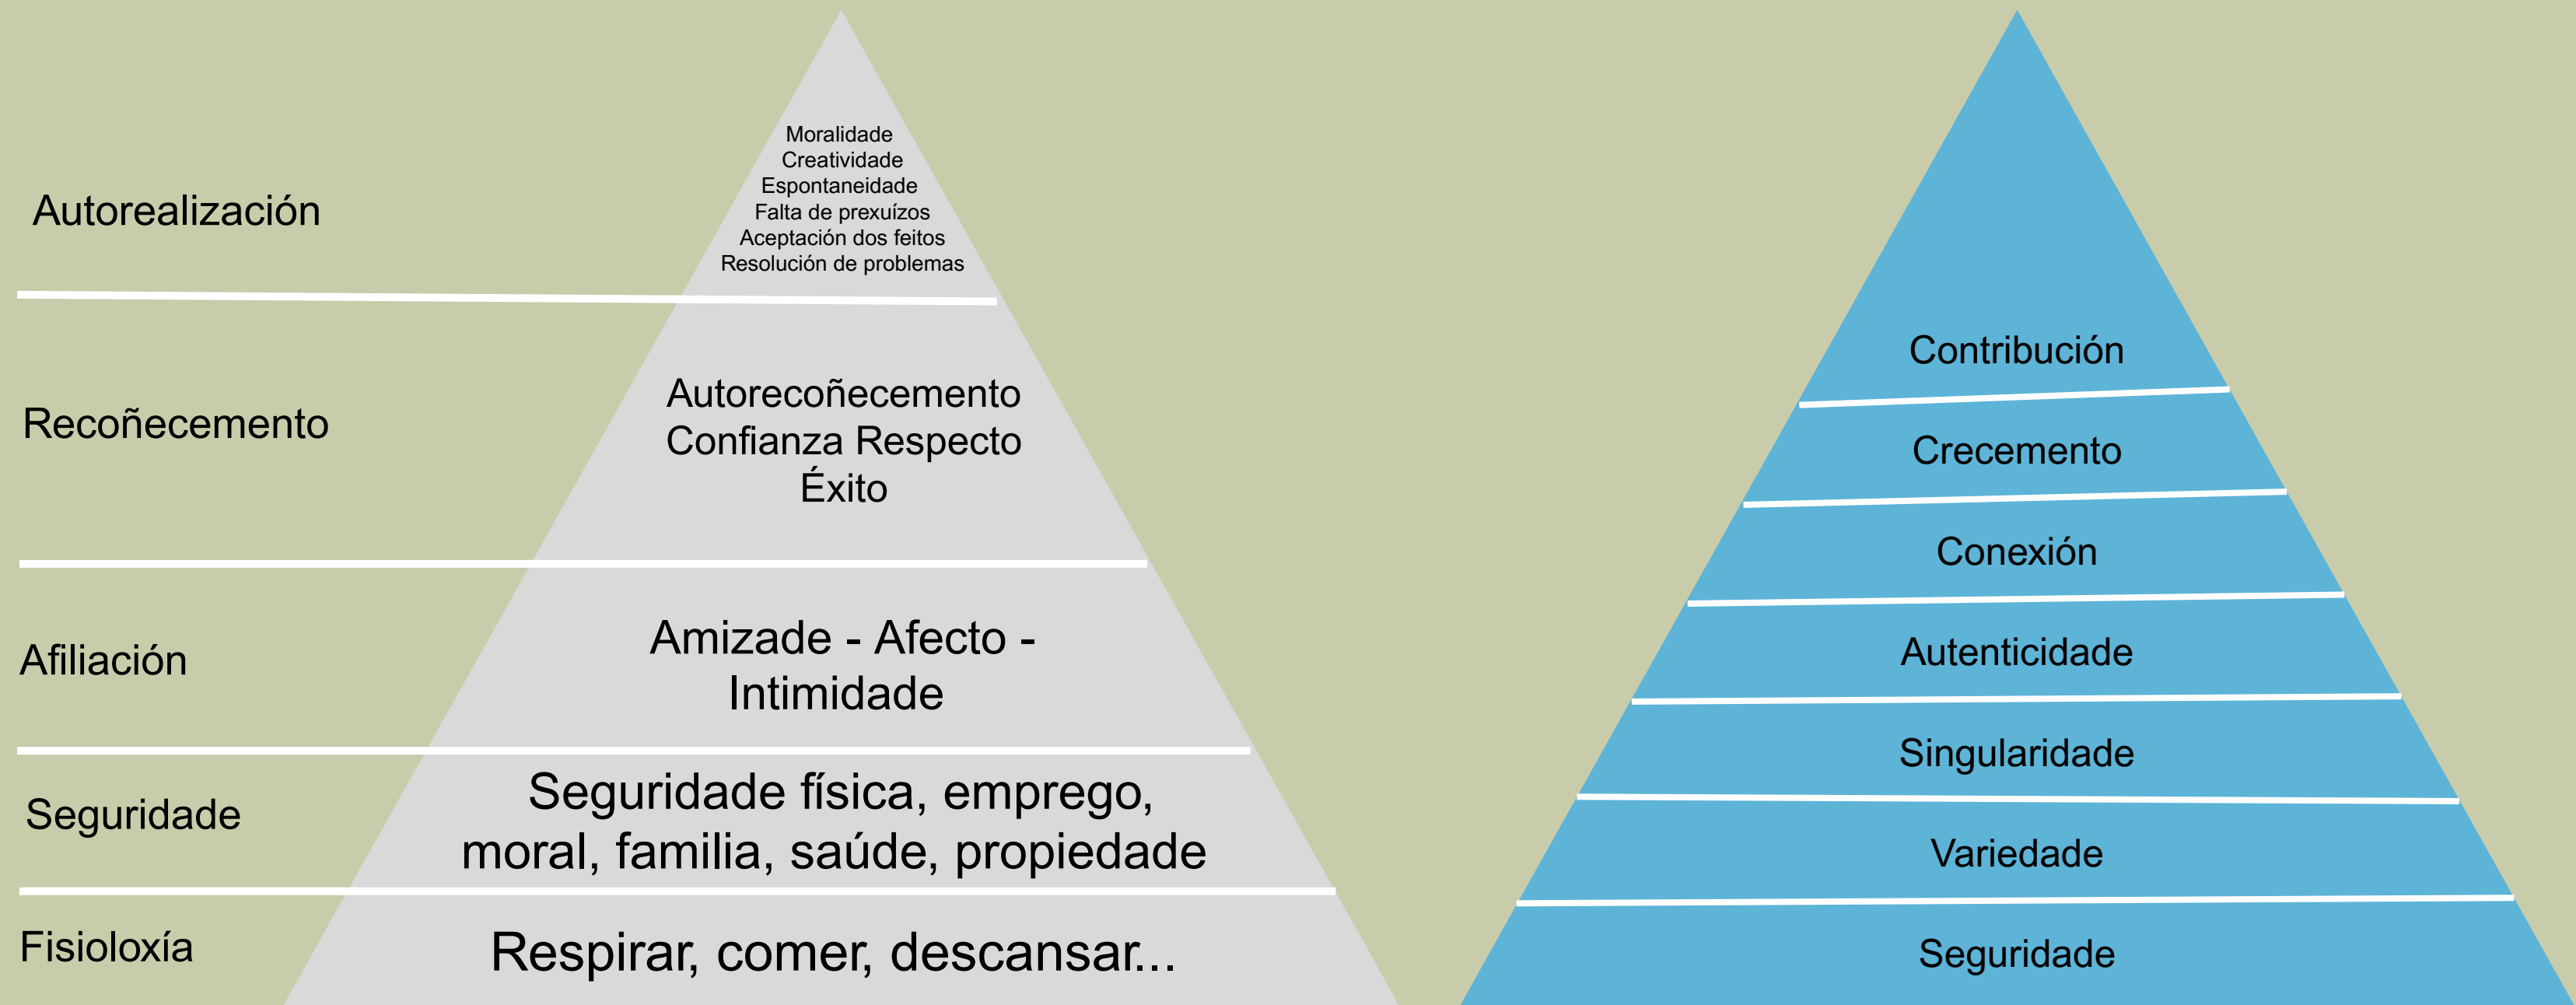 Autorealización
Moralidade
Creatividade
Espontaneidade
Falta de prexuízos
Aceptación dos feitos
Resolución de problemas
Recoñecemento
Autorecoñecemento
Confianza Respecto
Éxito
Afiliación
Amizade - Afecto -
Intimidade
Seguridade
Seguridade física, emprego,
moral, familia, saúde, propiedade
Fisioloxía
Respirar, comer, descansar...
Contribución
Crecemento
Conexión
Autenticidade
Singularidade
Variedade
Seguridade